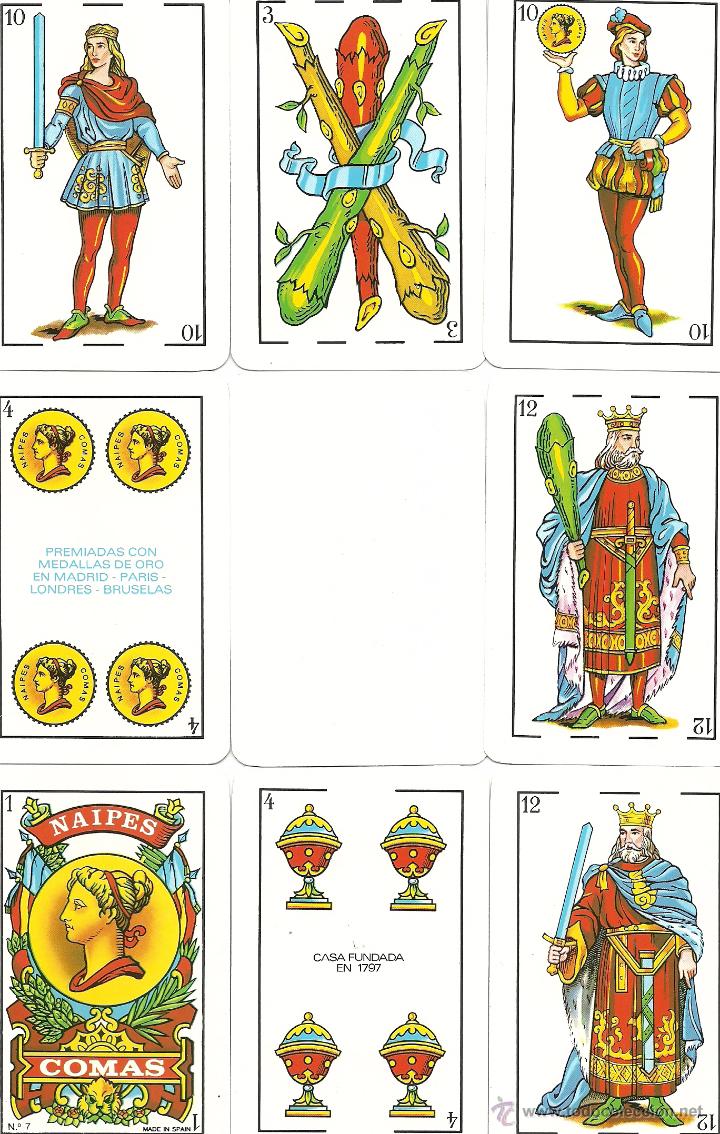 10
10
3
3
10
COMAS
10
4
NAIPES COMAS
NAIPES COMAS
PREMIADAS CON
MEDALLAS DE ORO
EN MADRID - PARIS -
LONDRES - BRUSELAS
NAIPES COMAS
NAIPES COMAS
4
12
12
1
NAIPES
COMAS
N.º 7
MADE IN SPAIN
1
4
CASA FUNDADA
EN 1797
4
12
12
www.todocoleccion.net